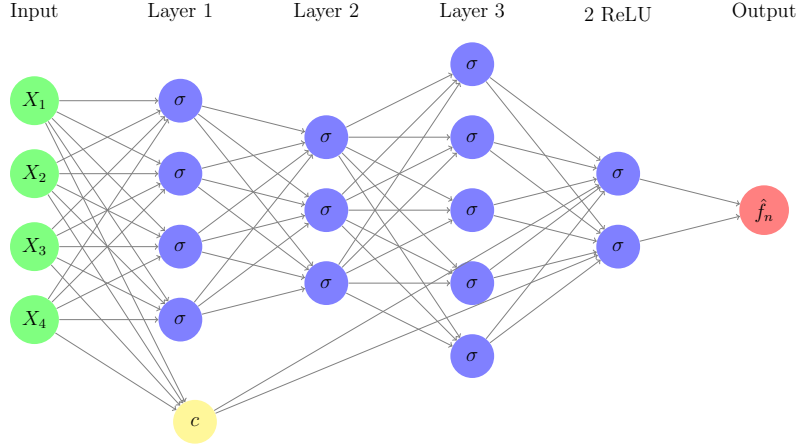 Input Layer 1 Layer 2 Layer 3 2 ReLU Output
σ
X₁ σ
σ σ
X₂ σ σ
σ σ f̂ₙ
X₃ σ σ
σ σ
X₄ σ
σ
c